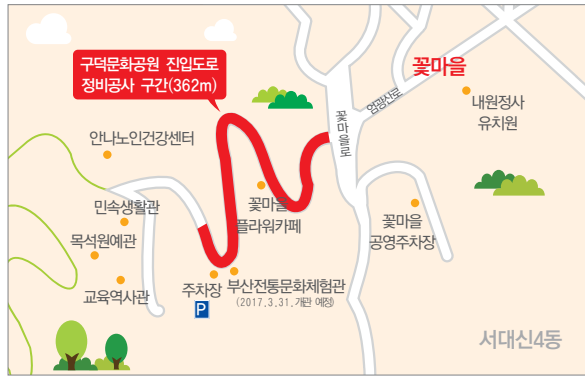 구덕문화공원 진입도로
정비공사 구간(362m)
꽃마을
염광산로
꽃마을로
내원정사
유치원
안나노인건강센터
민속생활관
꽃마을
플라워카페
꽃마을
공영주차장
목석원예관
교육역사관
주차장
P
부산전통문화체험관
(2017.3.31.개관 예정)
서대신4동